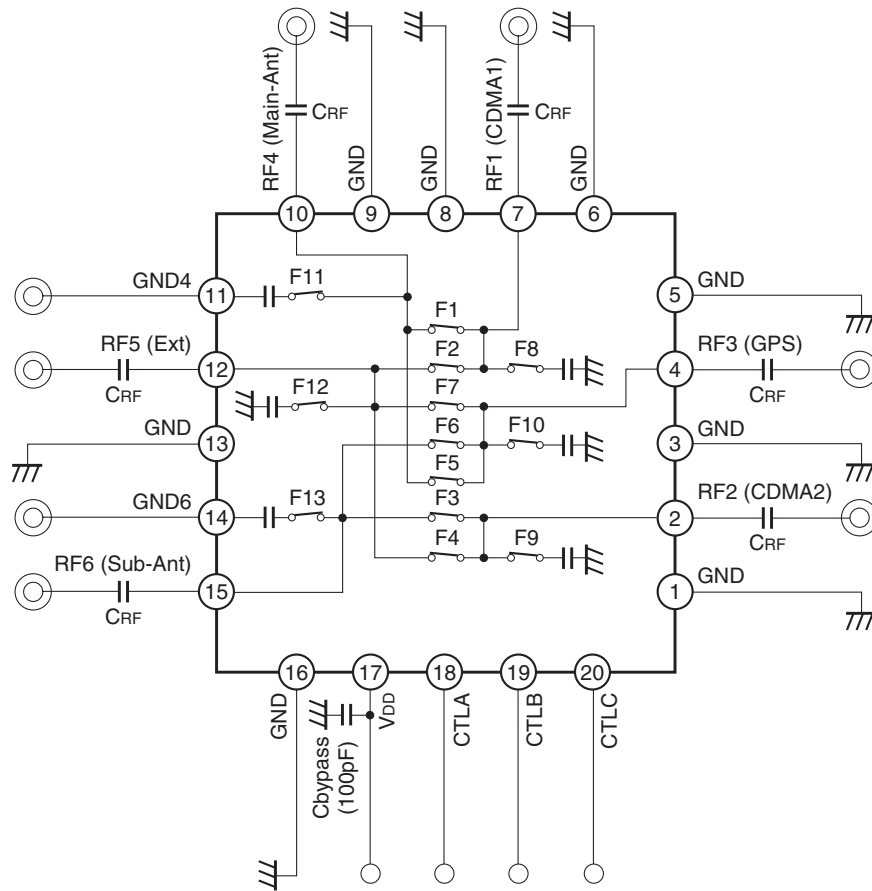 RF4 (Main-Ant)
CRF
GND
GND
RF1 (CDMA1)
CRF
GND
10
9
8
7
6
GND4
11
F11
5
GND
F1
RF5 (Ext)
CRF
12
F2
F8
4
RF3 (GPS)
CRF
F12
F7
GND
13
F6
F10
3
GND
F5
GND6
14
F13
F3
2
RF2 (CDMA2)
CRF
F4
F9
RF6 (Sub-Ant)
CRF
15
1
GND
16
17
18
19
20
GND
Cbypass
(100pF)
VDD
CTLA
CTLB
CTLC